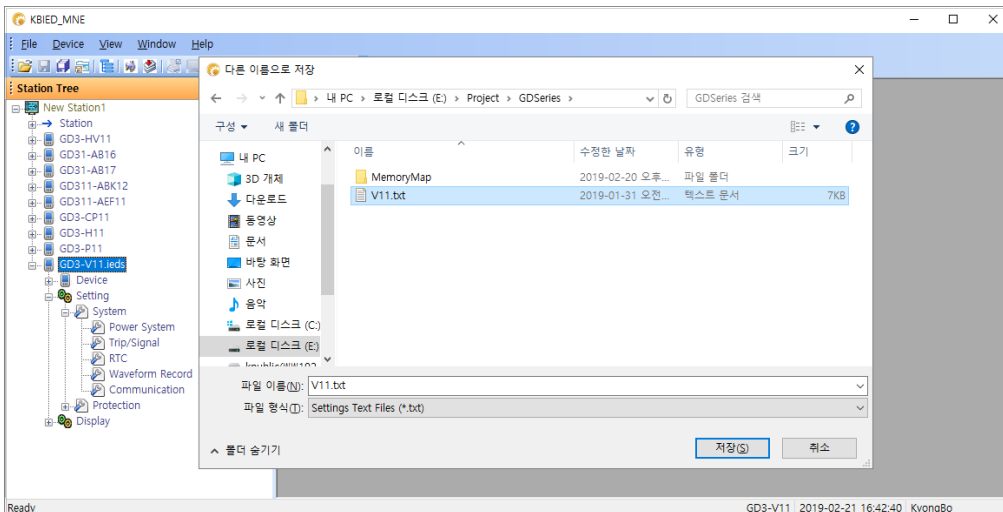 KBIED_MNE
File Device View Window Help
Station Tree
New Station1
Station
GD3-HV11
GD31-AB16
GD31-AB17
GD311-ABK12
GD311-AEF11
GD3-CP11
GD3-H11
GD3-P11
GD3-V11.ieds
Device
Setting
System
Power System
Trip/Signal
RTC
Waveform Record
Communication
Protection
Display
다른 이름으로 저장
내 PC › 로컬 디스크 (E:) › Project › GDSeries ›
GDSeries 검색
구성 새 폴더
내 PC
3D 개체
다운로드
동영상
문서
바탕 화면
사진
음악
로컬 디스크 (C:)
로컬 디스크 (E:)
이름 수정한 날짜 유형 크기
MemoryMap 2019-02-20 오후... 파일 폴더
V11.txt 2019-01-31 오전... 텍스트 문서 7KB
파일 이름(N): V11.txt
파일 형식(T): Settings Text Files (*.txt)
폴더 숨기기
저장(S) 취소
Ready GD3-V11 2019-02-21 16:42:40 KyongBo